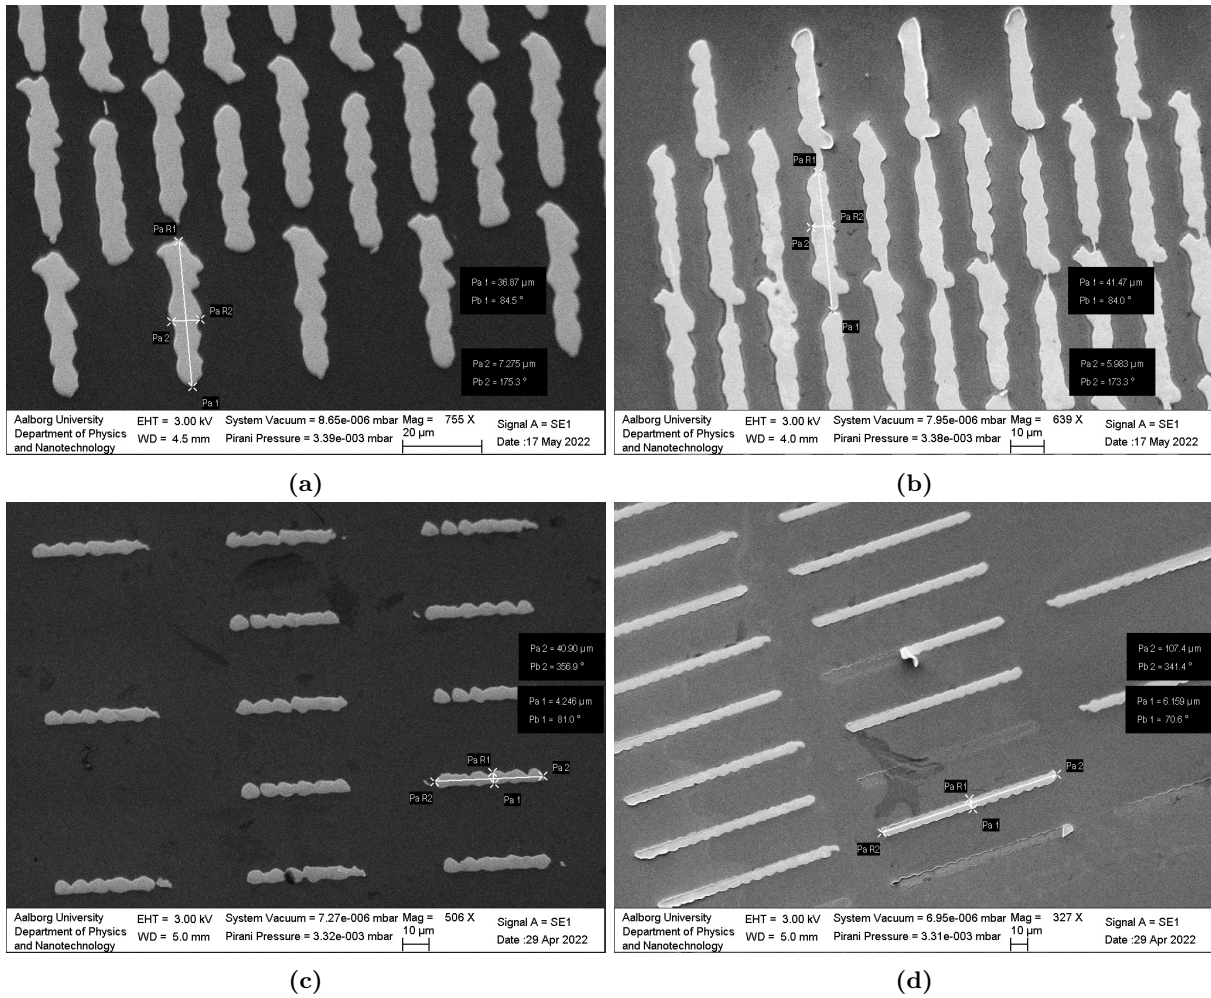 Pa R1
Pa R2
Pa 2
Pa 1
Pa 1 = 36.87 µm
Pb 1 = 84.5 °
Pa 2 = 7.275 µm
Pb 2 = 175.3 °
Aalborg University
Department of Physics
and Nanotechnology
EHT = 3.00 kV
WD = 4.5 mm
System Vacuum = 8.65e-006 mbar
Pirani Pressure = 3.39e-003 mbar
Mag = 755 X
20 µm
Signal A = SE1
Date :17 May 2022
(a)
Pa R1
Pa R2
Pa 2
Pa 1
Pa 1 = 41.47 µm
Pb 1 = 84.0 °
Pa 2 = 5.983 µm
Pb 2 = 173.3 °
Aalborg University
Department of Physics
and Nanotechnology
EHT = 3.00 kV
WD = 4.0 mm
System Vacuum = 7.95e-006 mbar
Pirani Pressure = 3.38e-003 mbar
Mag = 639 X
10 µm
Signal A = SE1
Date :17 May 2022
(b)
Pa 2 = 40.90 µm
Pb 2 = 356.9 °
Pa 1 = 4.246 µm
Pb 1 = 81.0 °
Pa R1
Pa 2
Pa R2
Pa 1
Aalborg University
Department of Physics
and Nanotechnology
EHT = 3.00 kV
WD = 5.0 mm
System Vacuum = 7.27e-006 mbar
Pirani Pressure = 3.32e-003 mbar
Mag = 506 X
10 µm
Signal A = SE1
Date :29 Apr 2022
(c)
Pa 2 = 107.4 µm
Pb 2 = 341.4 °
Pa 1 = 6.159 µm
Pb 1 = 70.6 °
Pa 2
Pa R1
Pa 1
Pa R2
Aalborg University
Department of Physics
and Nanotechnology
EHT = 3.00 kV
WD = 5.0 mm
System Vacuum = 6.95e-006 mbar
Pirani Pressure = 3.31e-003 mbar
Mag = 327 X
10 µm
Signal A = SE1
Date :29 Apr 2022
(d)